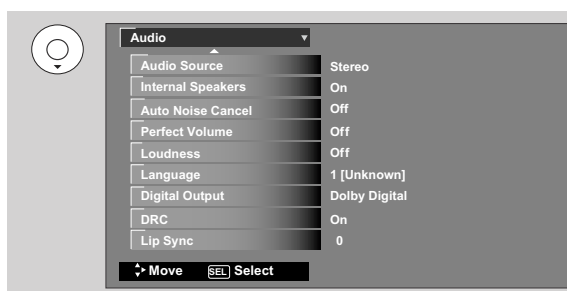 Audio
Audio Source Stereo
Internal Speakers On
Auto Noise Cancel Off
Perfect Volume Off
Loudness Off
Language 1 [Unknown]
Digital Output Dolby Digital
DRC On
Lip Sync 0
Move SEL Select